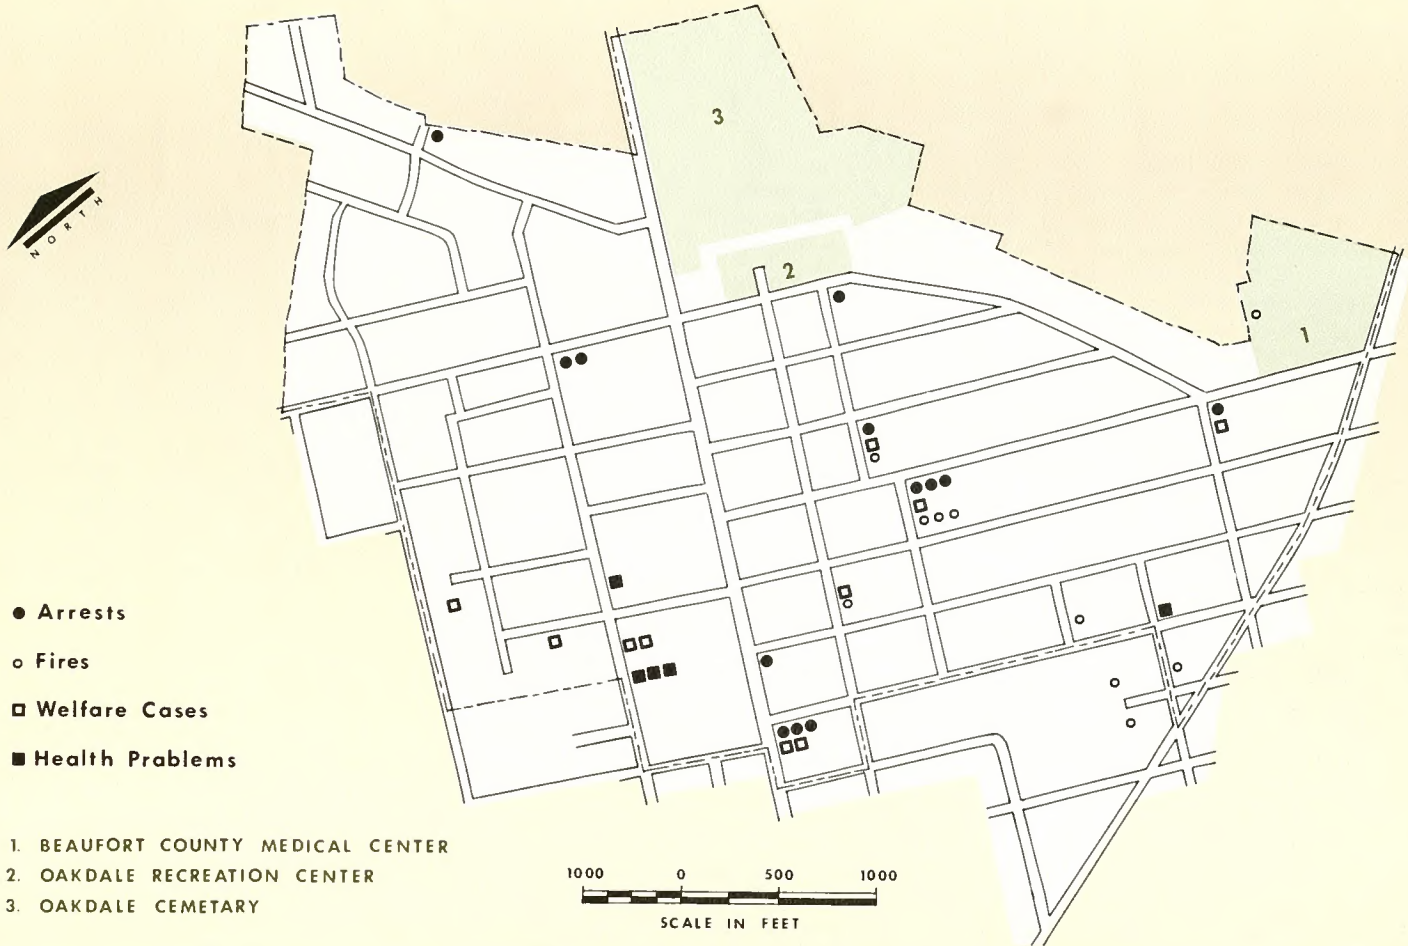 3
2
1
NORTH
Arrests
Fires
Welfare Cases
Health Prablems
1. BEAUFORT COUNTY MEDICAL CENTER
2. OAKDALE RECREATION CENTER
3. OAKDALE CEMETARY
1000 0 500 1000
SCALE IN FEET